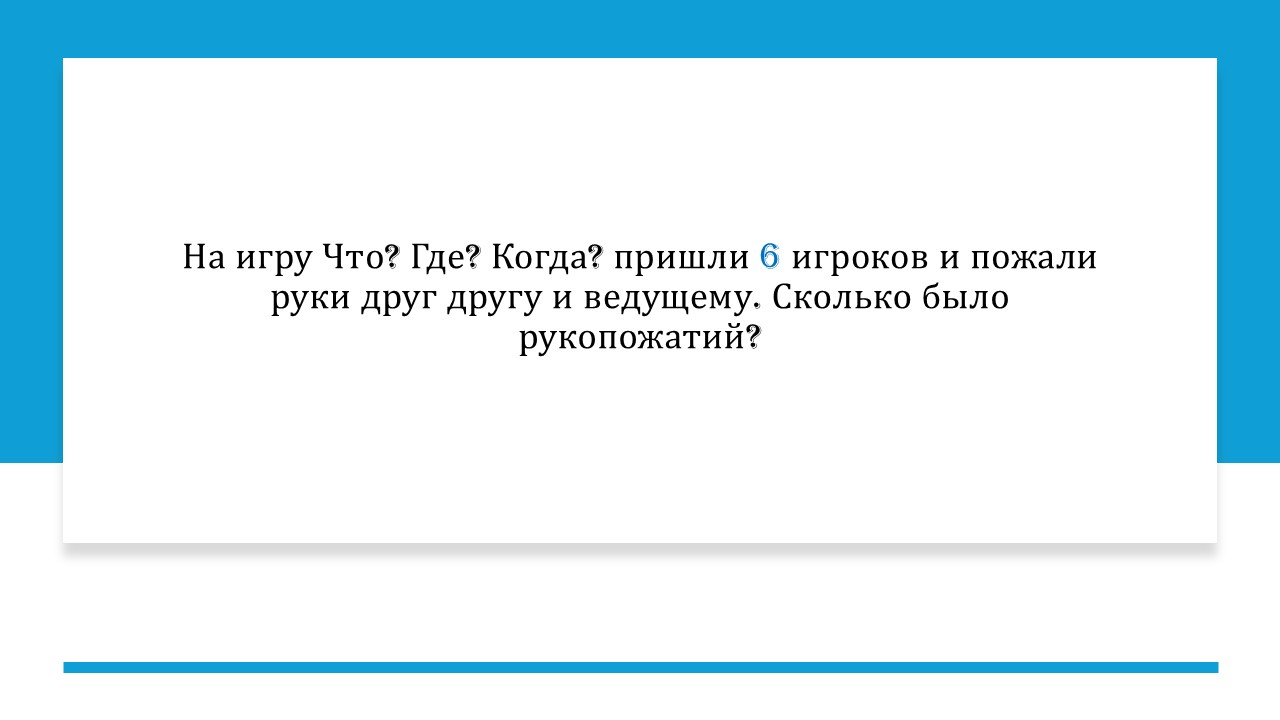 На игру Что? Где? Когда? пришли 6 игроков и пожали
руки друг другу и ведущему. Сколько было
рукопожатий?